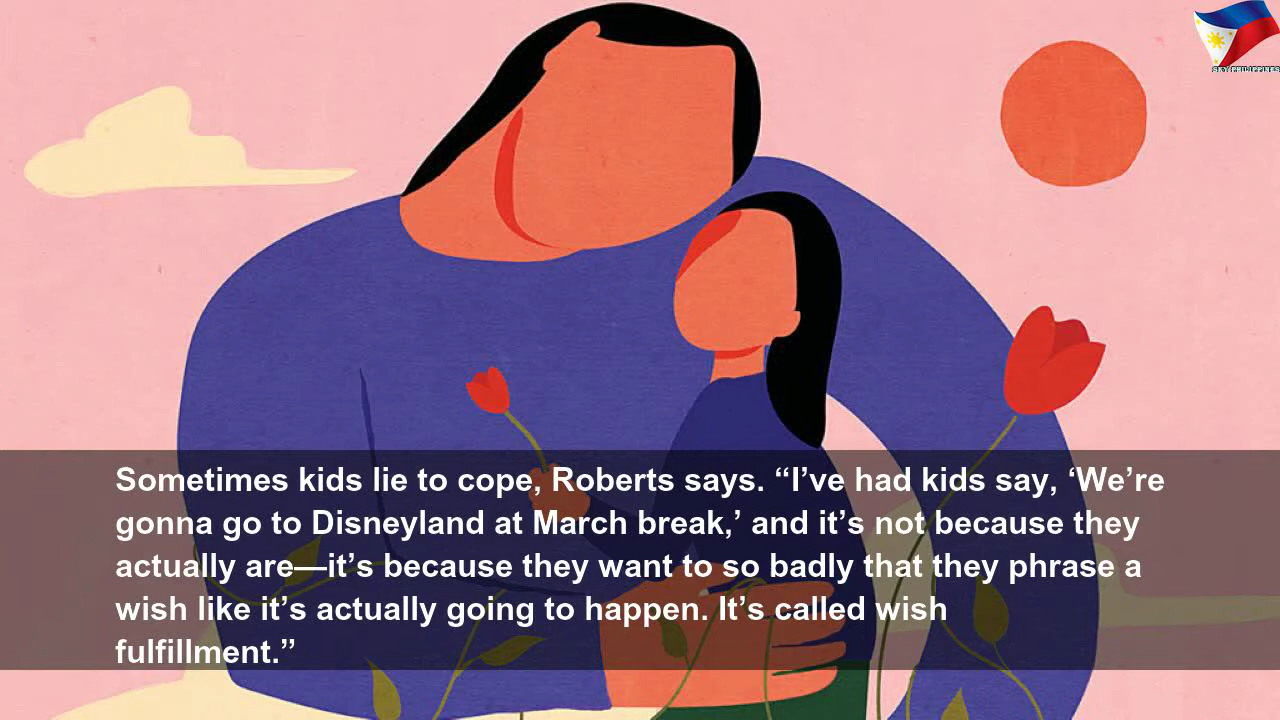 SKY PHILIPPINES
Sometimes kids lie to cope, Roberts says. “I’ve had kids say, ‘We’re
gonna go to Disneyland at March break,’ and it’s not because they
actually are—it’s because they want to so badly that they phrase a
wish like it’s actually going to happen. It’s called wish
fulfillment.”